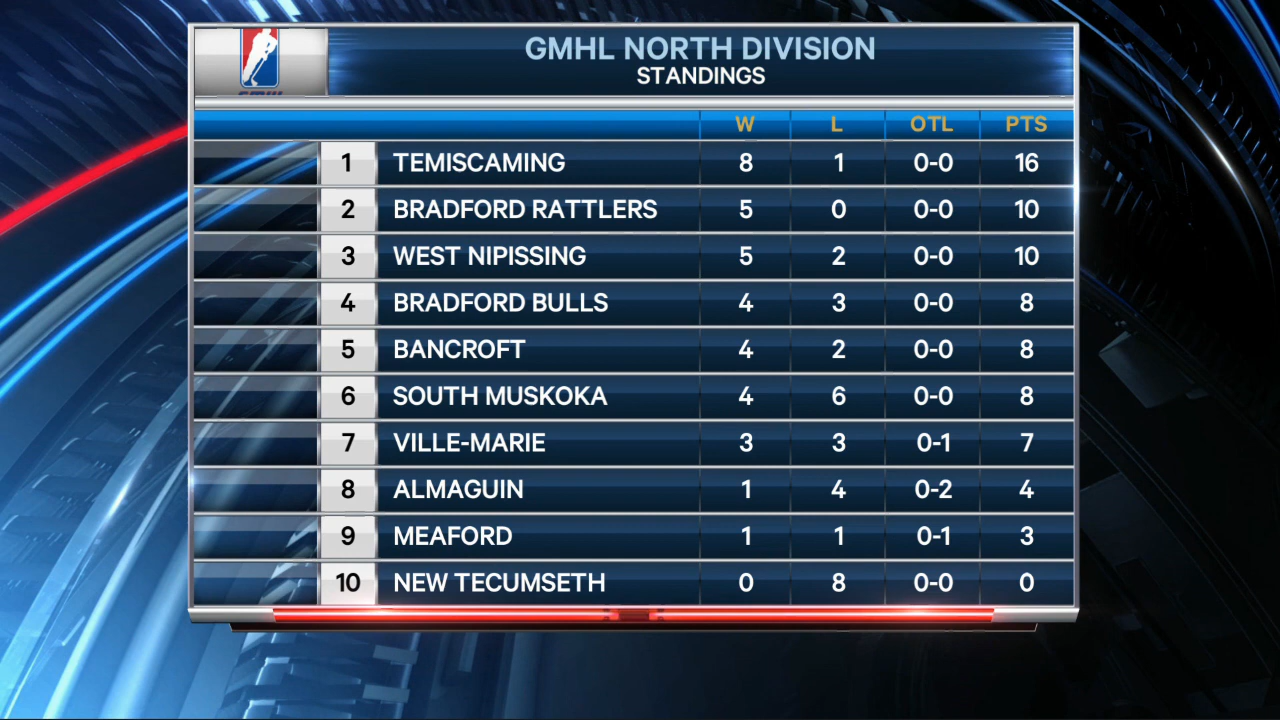 GMHL NORTH DIVISION
STANDINGS
W L OTL PTS
1 TEMISCAMING 8 1 0-0 16
2 BRADFORD RATTLERS 5 0 0-0 10
3 WEST NIPISSING 5 2 0-0 10
4 BRADFORD BULLS 4 3 0-0 8
5 BANCROFT 4 2 0-0 8
6 SOUTH MUSKOKA 4 6 0-0 8
7 VILLE-MARIE 3 3 0-1 7
8 ALMAGUIN 1 4 0-2 4
9 MEAFORD 1 1 0-1 3
10 NEW TECUMSETH 0 8 0-0 0